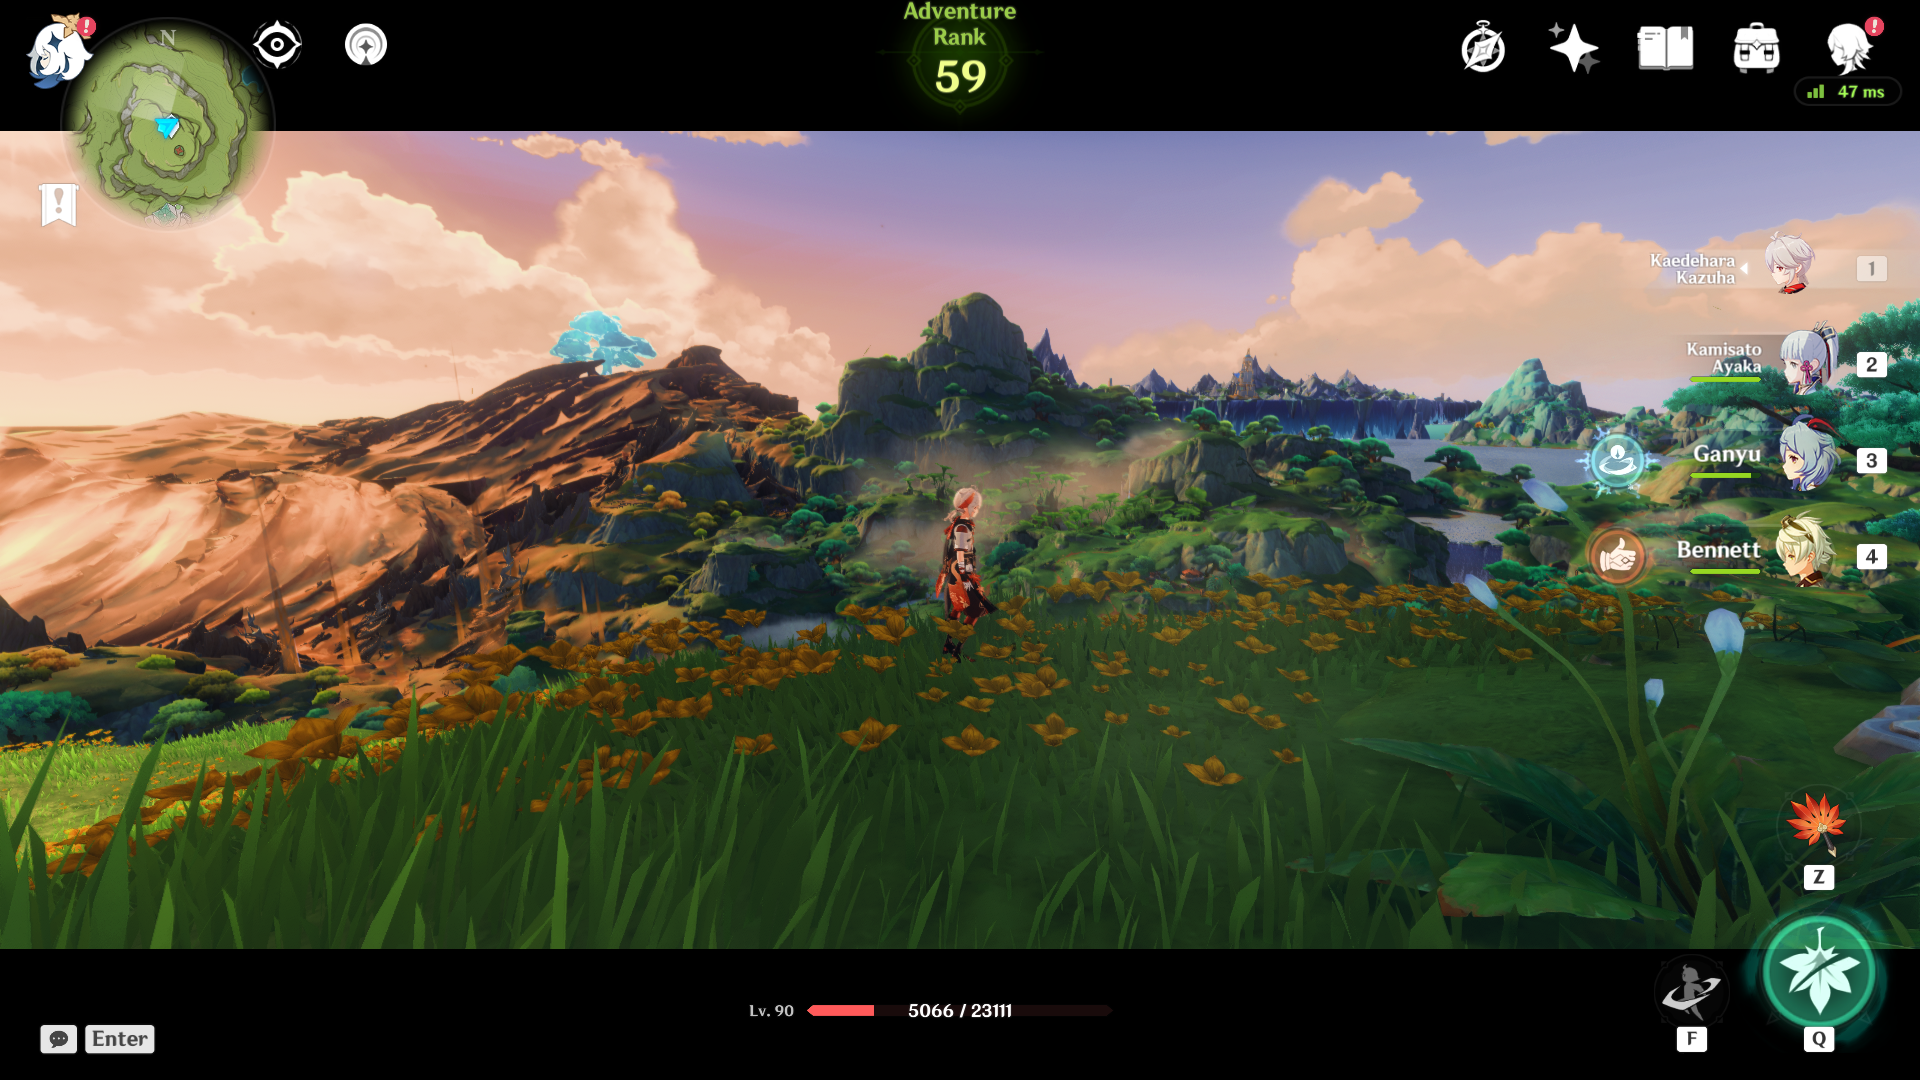 N
Adventure
Rank
59
47 ms
Kaedehara
Kazuha
1
Kamisato
Ayaka
2
Ganyu
3
Bennett
4
Z
Lv. 90
5066 / 23111
Enter
F
Q